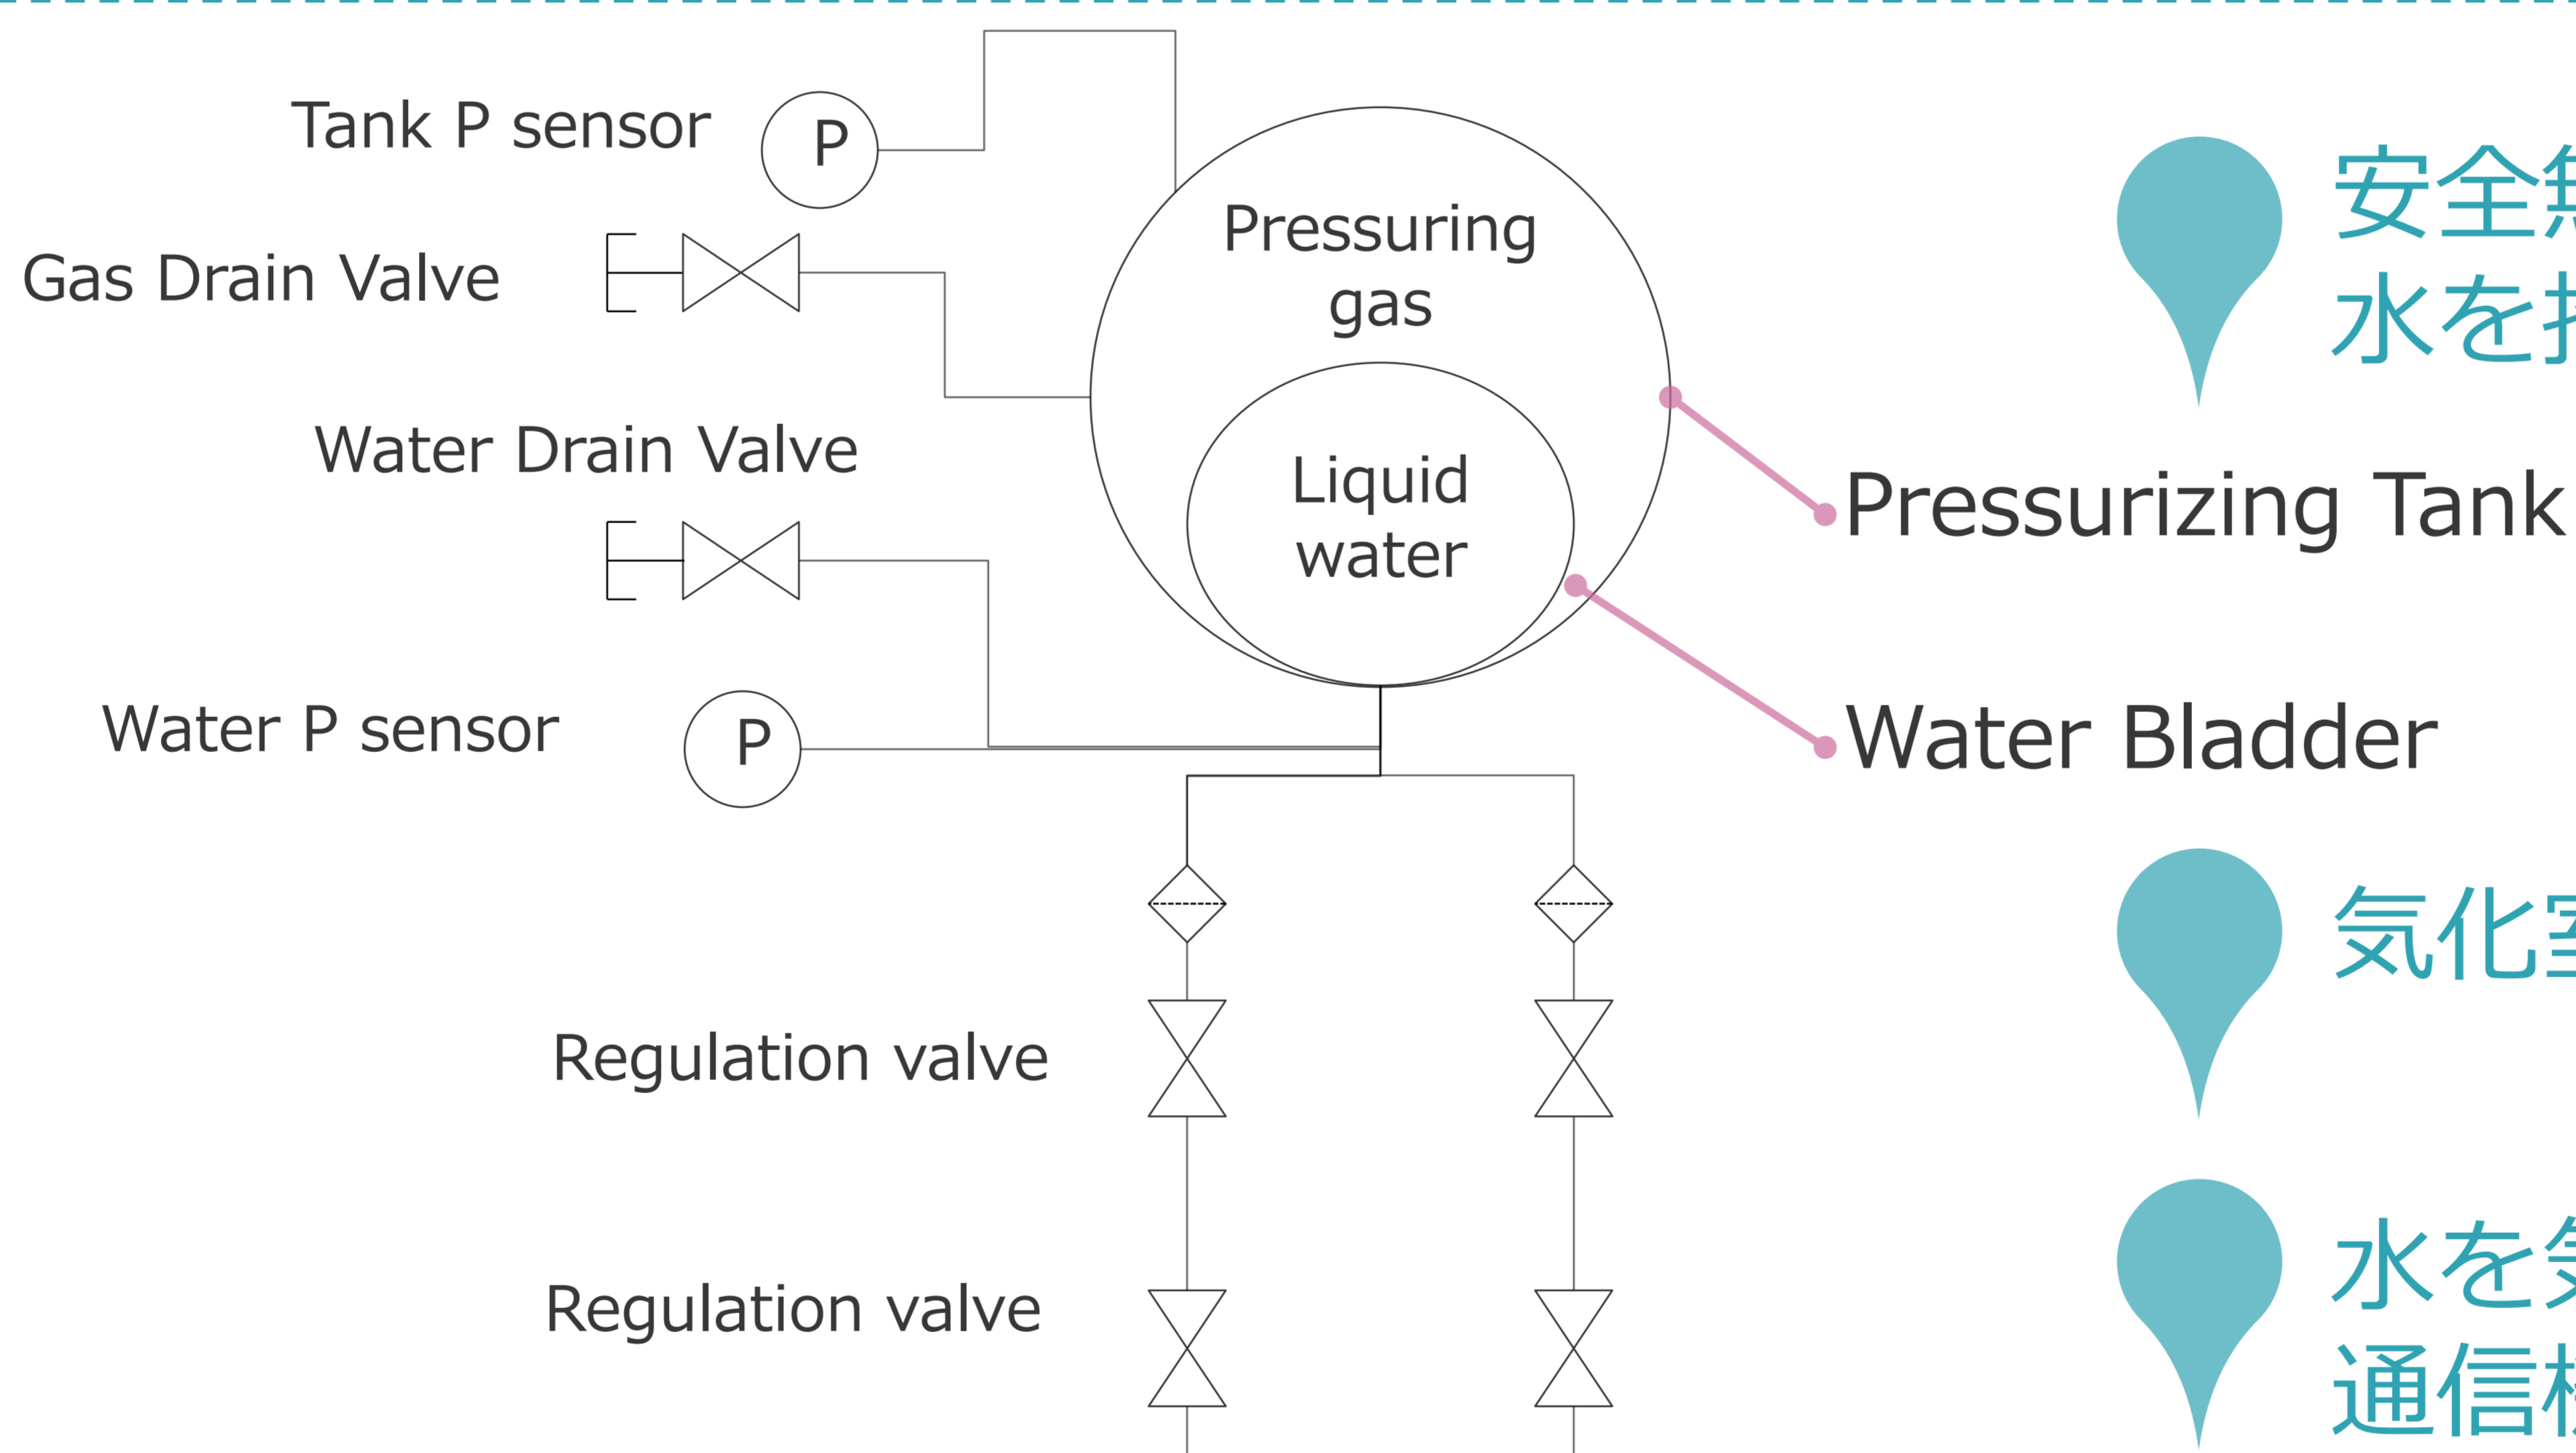 Tank P sensor
P
Gas Drain Valve
Pressuring
gas
Water Drain Valve
Liquid
water
Water P sensor
P
Regulation valve
Regulation valve
Pressurizing Tank
Water Bladder
安全
水を
気化
水を
通信